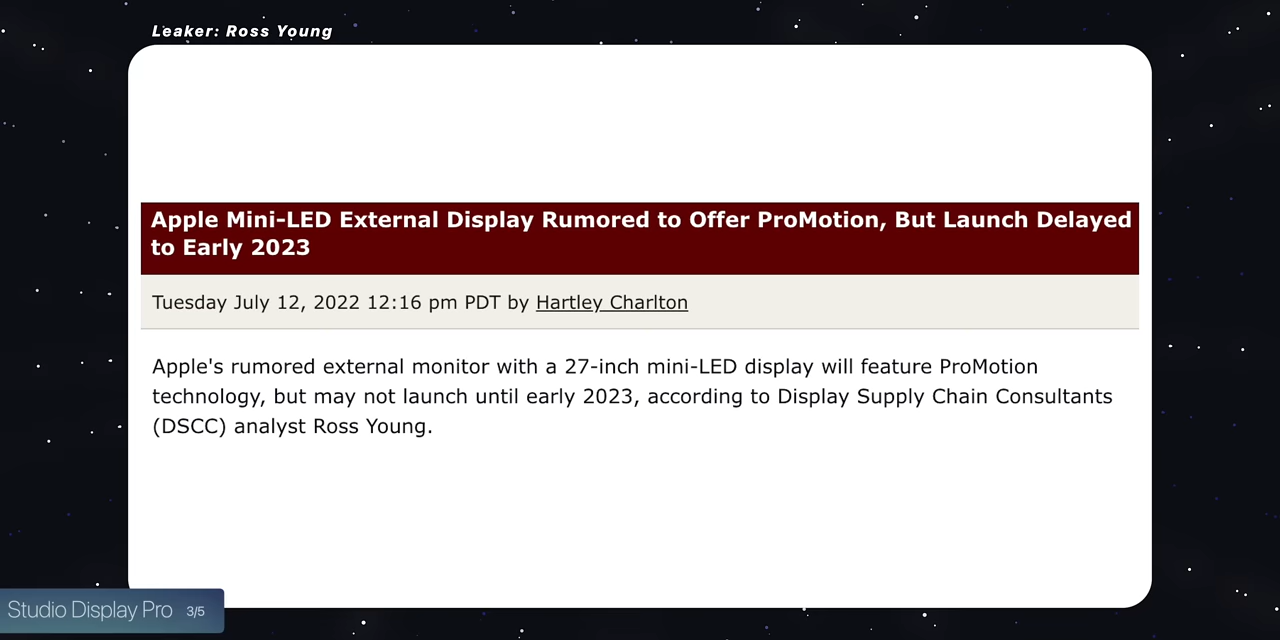 Leaker: Ross Young
Apple Mini-LED External Display Rumored to Offer ProMotion, But Launch Delayed
to Early 2023
Tuesday July 12, 2022 12:16 pm PDT by Hartley Charlton
Apple's rumored external monitor with a 27-inch mini-LED display will feature ProMotion
technology, but may not launch until early 2023, according to Display Supply Chain Consultants
(DSCC) analyst Ross Young.
Studio Display Pro 3/5